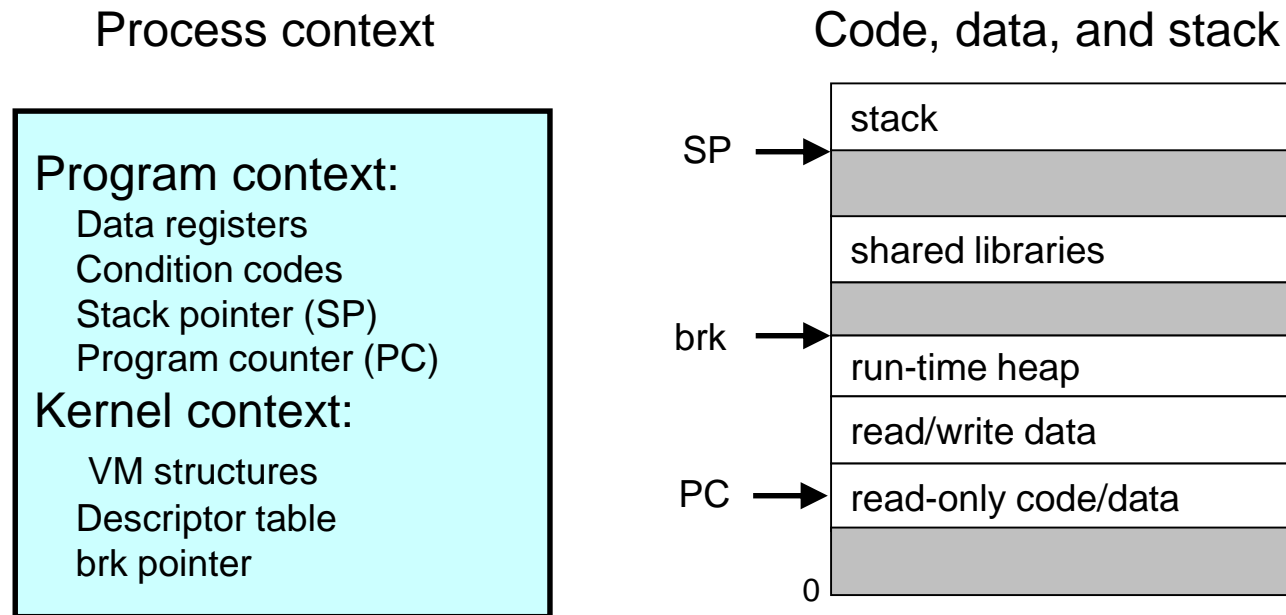 Process context
Program context:
Data registers
Condition codes
Stack pointer (SP)
Program counter (PC)
Kernel context:
VM structures
Descriptor table
brk pointer
Code, data, and stack
stack
SP
shared libraries
brk
run-time heap
read/write data
PC
read-only code/data
0